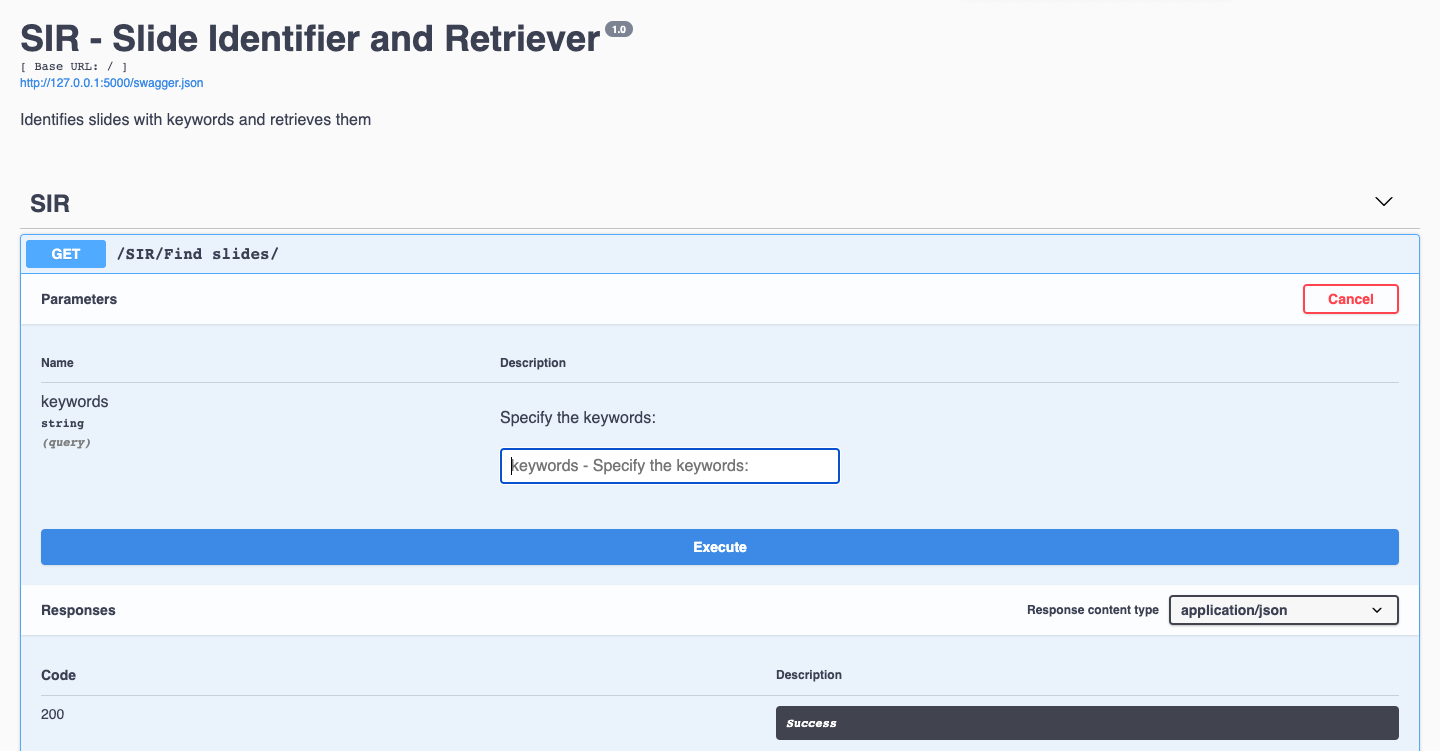 SIR - Slide Identifier and Retriever 1.0
[ Base URL: / ]
http://127.0.0.1:5000/swagger.json
Identifies slides with keywords and retrieves them
SIR
GET /SIR/Find slides/
Parameters Cancel
Name Description
keywords
string
(query)
Specify the keywords:
keywords - Specify the keywords:
Execute
Responses Response content type application/json
Code Description
200 Success